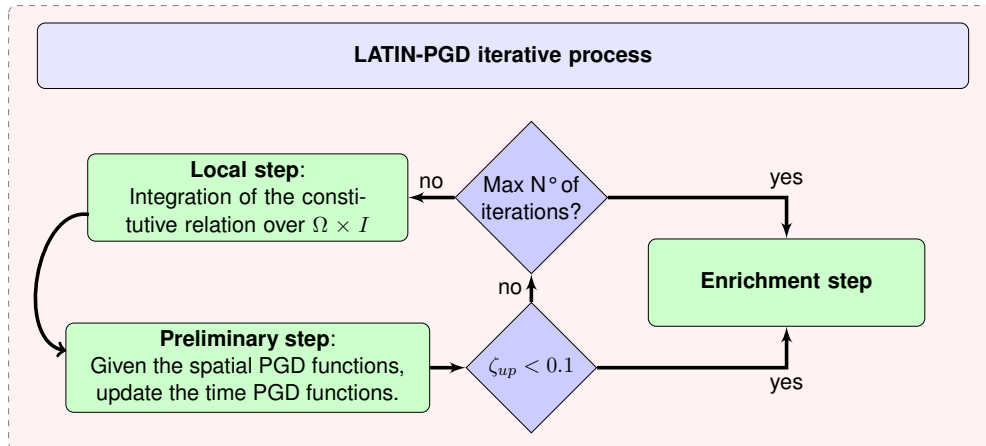 LATIN-PGD iterative process
Local step:
Integration of the consti-
tutive relation over Ω × I
no
Max N° of
iterations?
yes
Enrichment step
no
Preliminary step:
Given the spatial PGD functions,
update the time PGD functions.
ζup < 0.1
yes